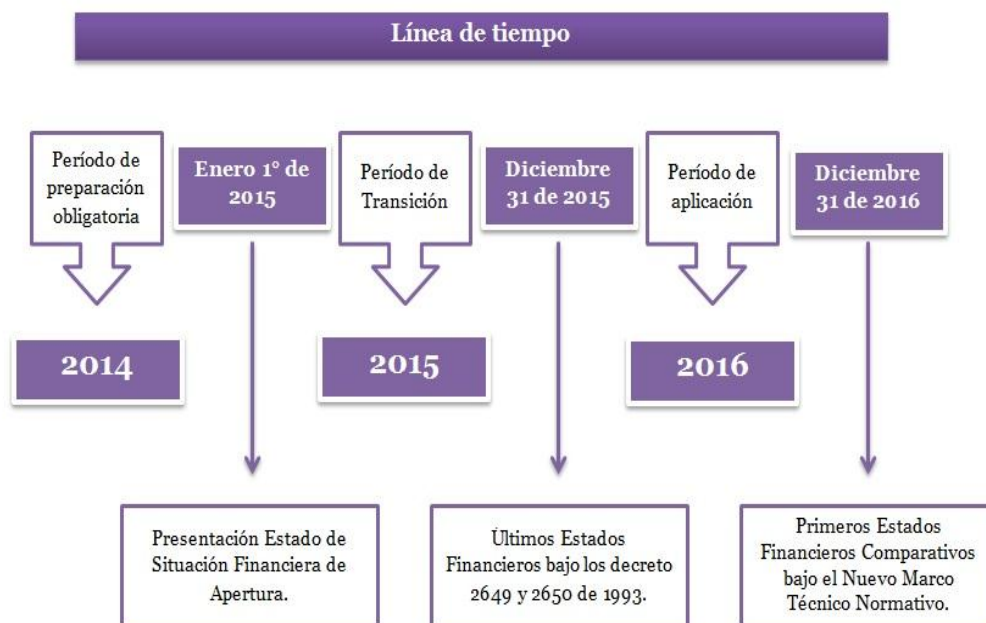 Línea de tiempo
Período de
preparación
obligatoria
Enero 1° de
2015
Período de
Transición
Diciembre
31 de 2015
Período de
aplicación
Diciembre
31 de 2016
2014
2015
2016
Presentación Estado de
Situación Financiera de
Apertura.
Últimos Estados
Financieros bajo los decreto
2649 y 2650 de 1993.
Primeros Estados
Financieros Comparativos
bajo el Nuevo Marco
Técnico Normativo.